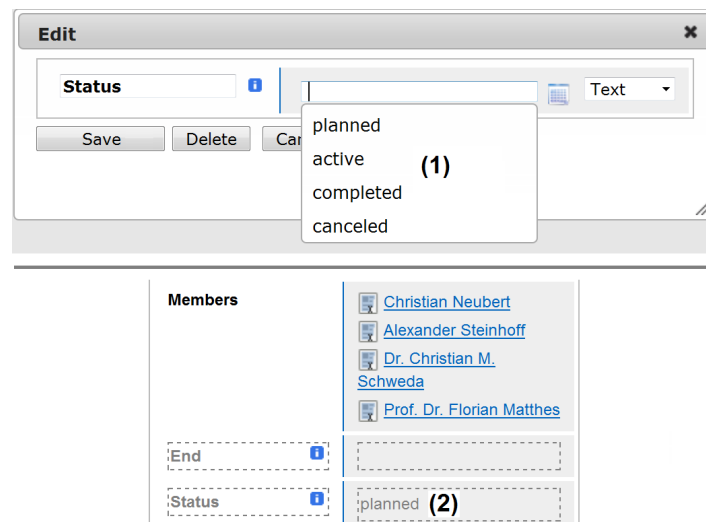 Edit
Status
Text
Save Delete Car
planned
active
(1)
completed
canceled
Members
Christian Neubert
Alexander Steinhoff
Dr. Christian M.
Schweda
Prof. Dr. Florian Matthes
End
Status
planned (2)